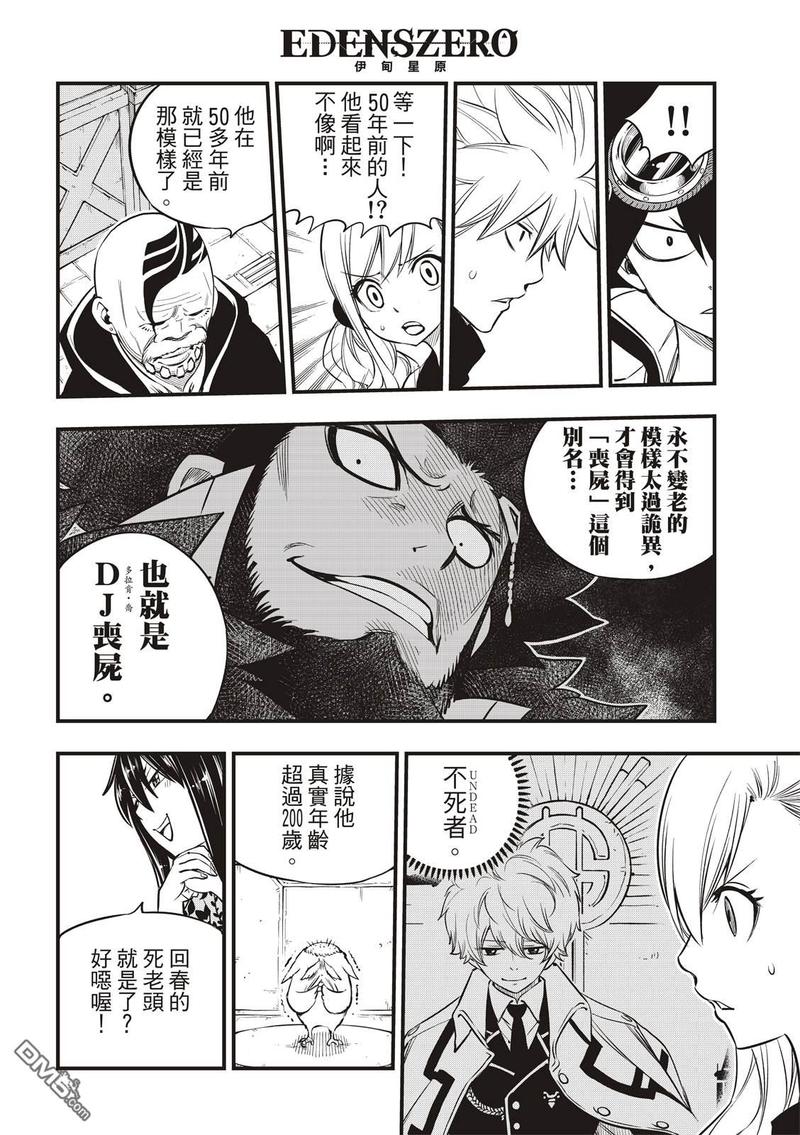 EDENSZERO
伊甸星原
!!
等一下！
50年前的人!?
他看起來
不像啊…
他在
50多年前
就已經是
那模樣了。
永不變老的
模樣太過詭異，
才會得到
「喪屍」這個
別名…
也就是
多拉肯·喬
DJ喪屍。
UNDEAD
不死者。
據說他
真實年齡
超過200歲。
回春的
死老頭
就是了？
好噁喔！
DM5.com